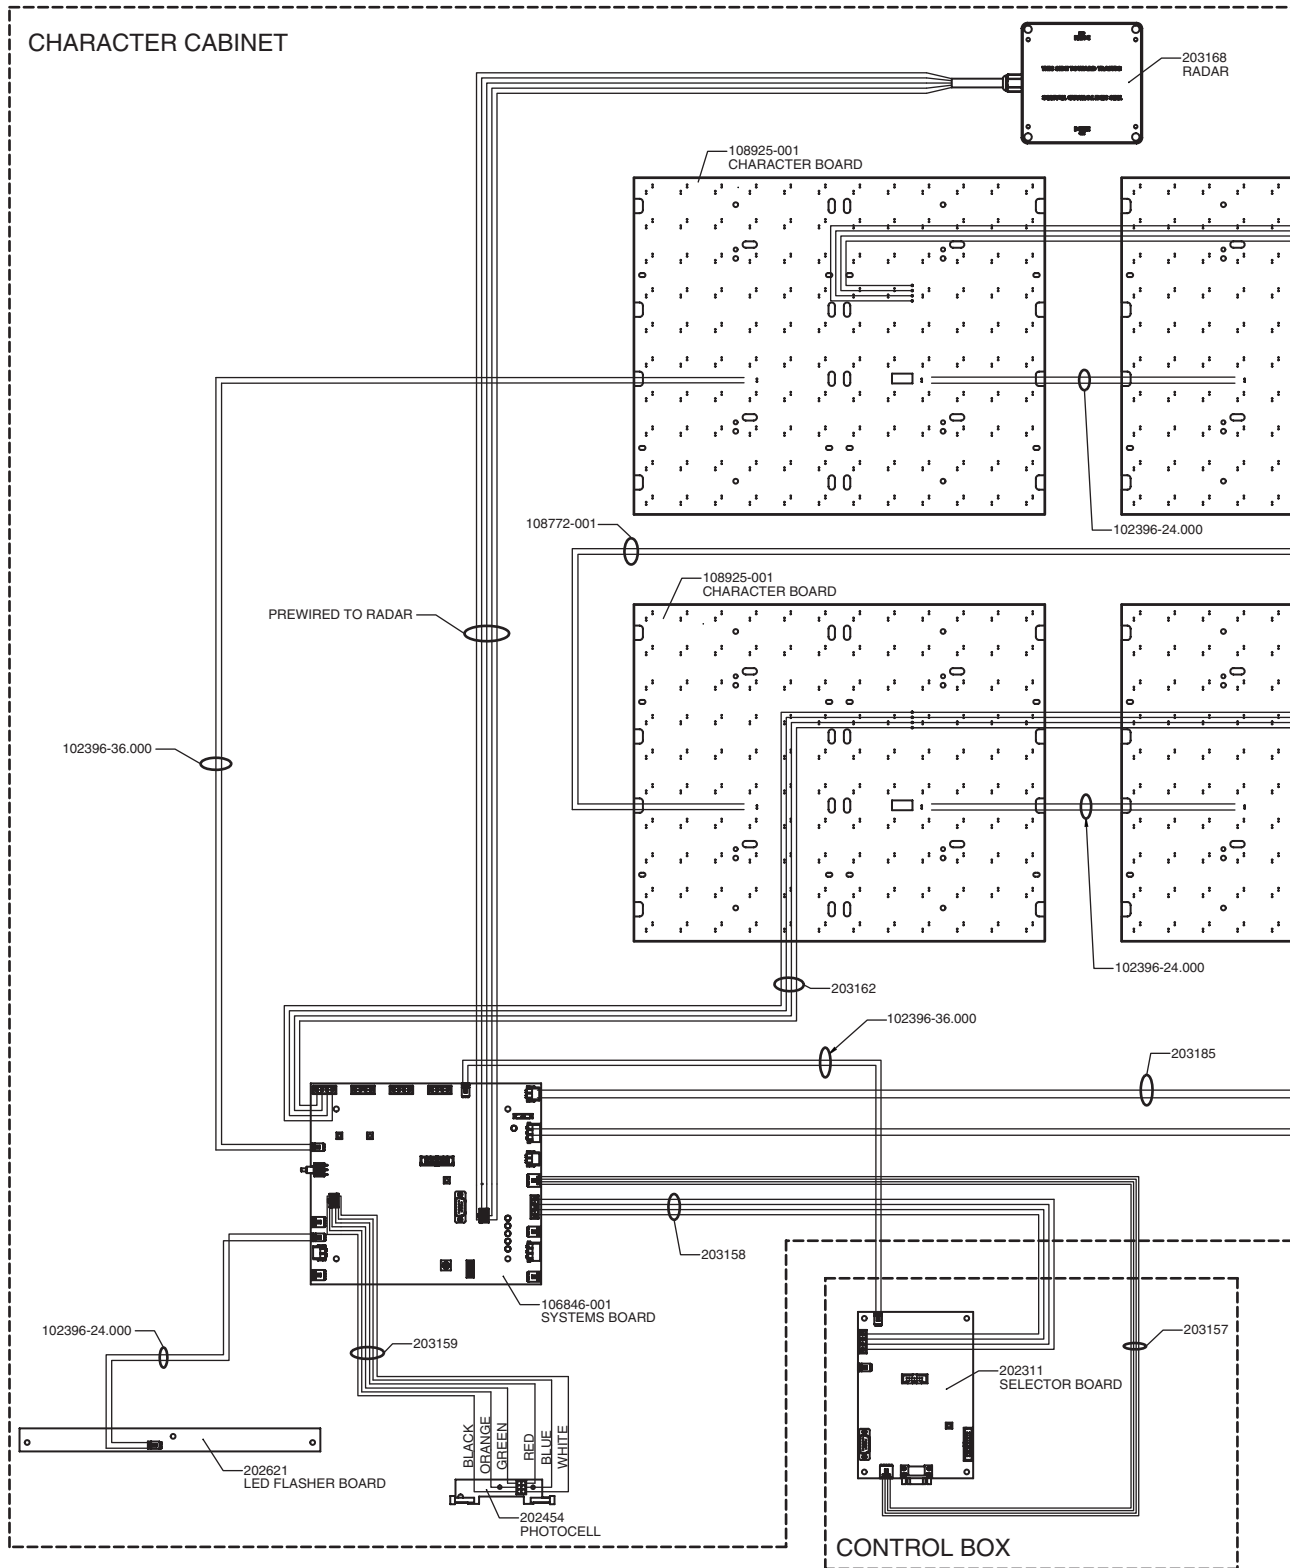 CHARACTER CABINET
203168
RADAR
108925-001
CHARACTER BOARD
102396-24.000
108772-001
108925-001
CHARACTER BOARD
PREWIRED TO RADAR
102396-36.000
102396-24.000
203162
102396-36.000
203185
203158
106846-001
SYSTEMS BOARD
102396-24.000
203159
203157
202311
SELECTOR BOARD
BLACK
ORANGE
GREEN
RED
BLUE
WHITE
202621
LED FLASHER BOARD
202454
PHOTOCELL
CONTROL BOX